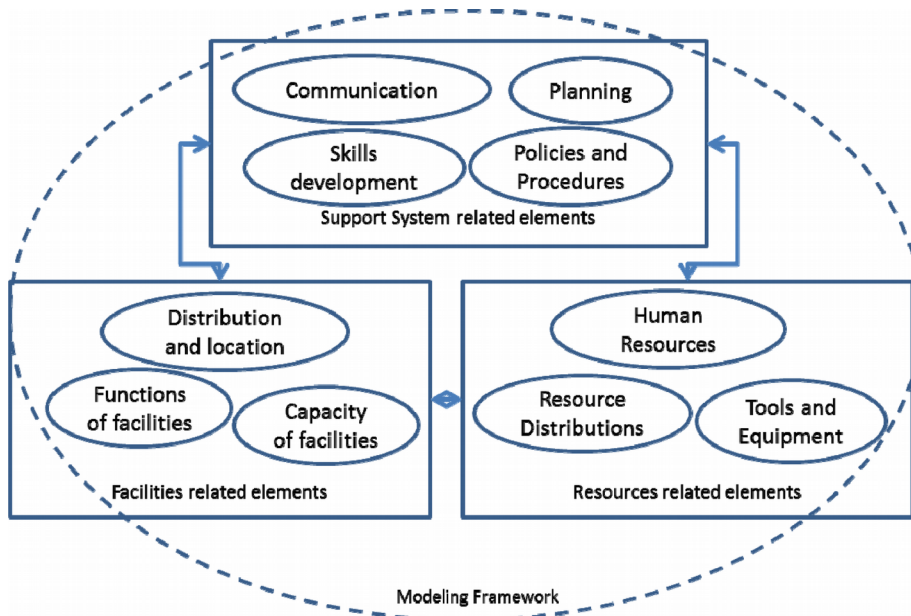 Communication
Planning
Skills
development
Policies and
Procedures
Support System related elements
Distribution
and location
Functions
of facilities
Capacity
of facilities
Facilities related elements
Human
Resources
Resource
Distributions
Tools and
Equipment
Resources related elements
Modeling Framework